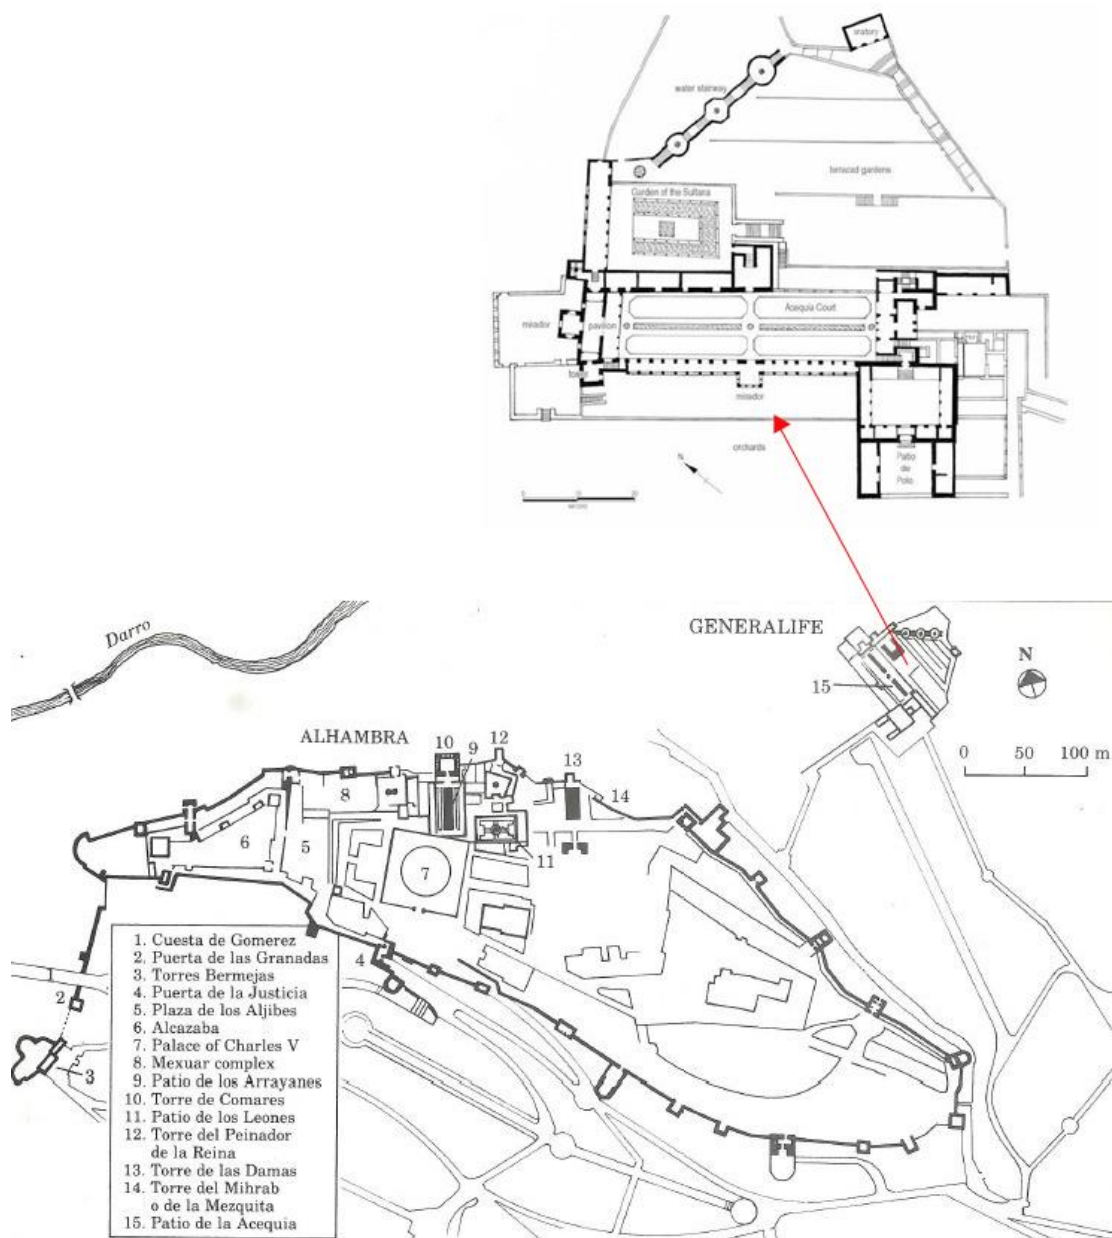 oratory
water stairway
terraced gardens
Garden of the Sultana
Acequia Court
mirador
pavilion
tower
mirador
orchards
N
Patio
de
Polo
0
Darro
GENERALIFE
N
15
0 50 100 m
ALHAMBRA
10
9
12
13
14
8
6
5
7
11
4
2
3
1. Cuesta de Gomerez
2. Puerta de las Granadas
3. Torres Bermejas
4. Puerta de la Justicia
5. Plaza de los Aljibes
6. Alcazaba
7. Palace of Charles V
8. Mexuar complex
9. Patio de los Arrayanes
10. Torre de Comares
11. Patio de los Leones
12. Torre del Peinador
de la Reina
13. Torre de las Damas
14. Torre del Mihrab
o de la Mezquita
15. Patio de la Acequia